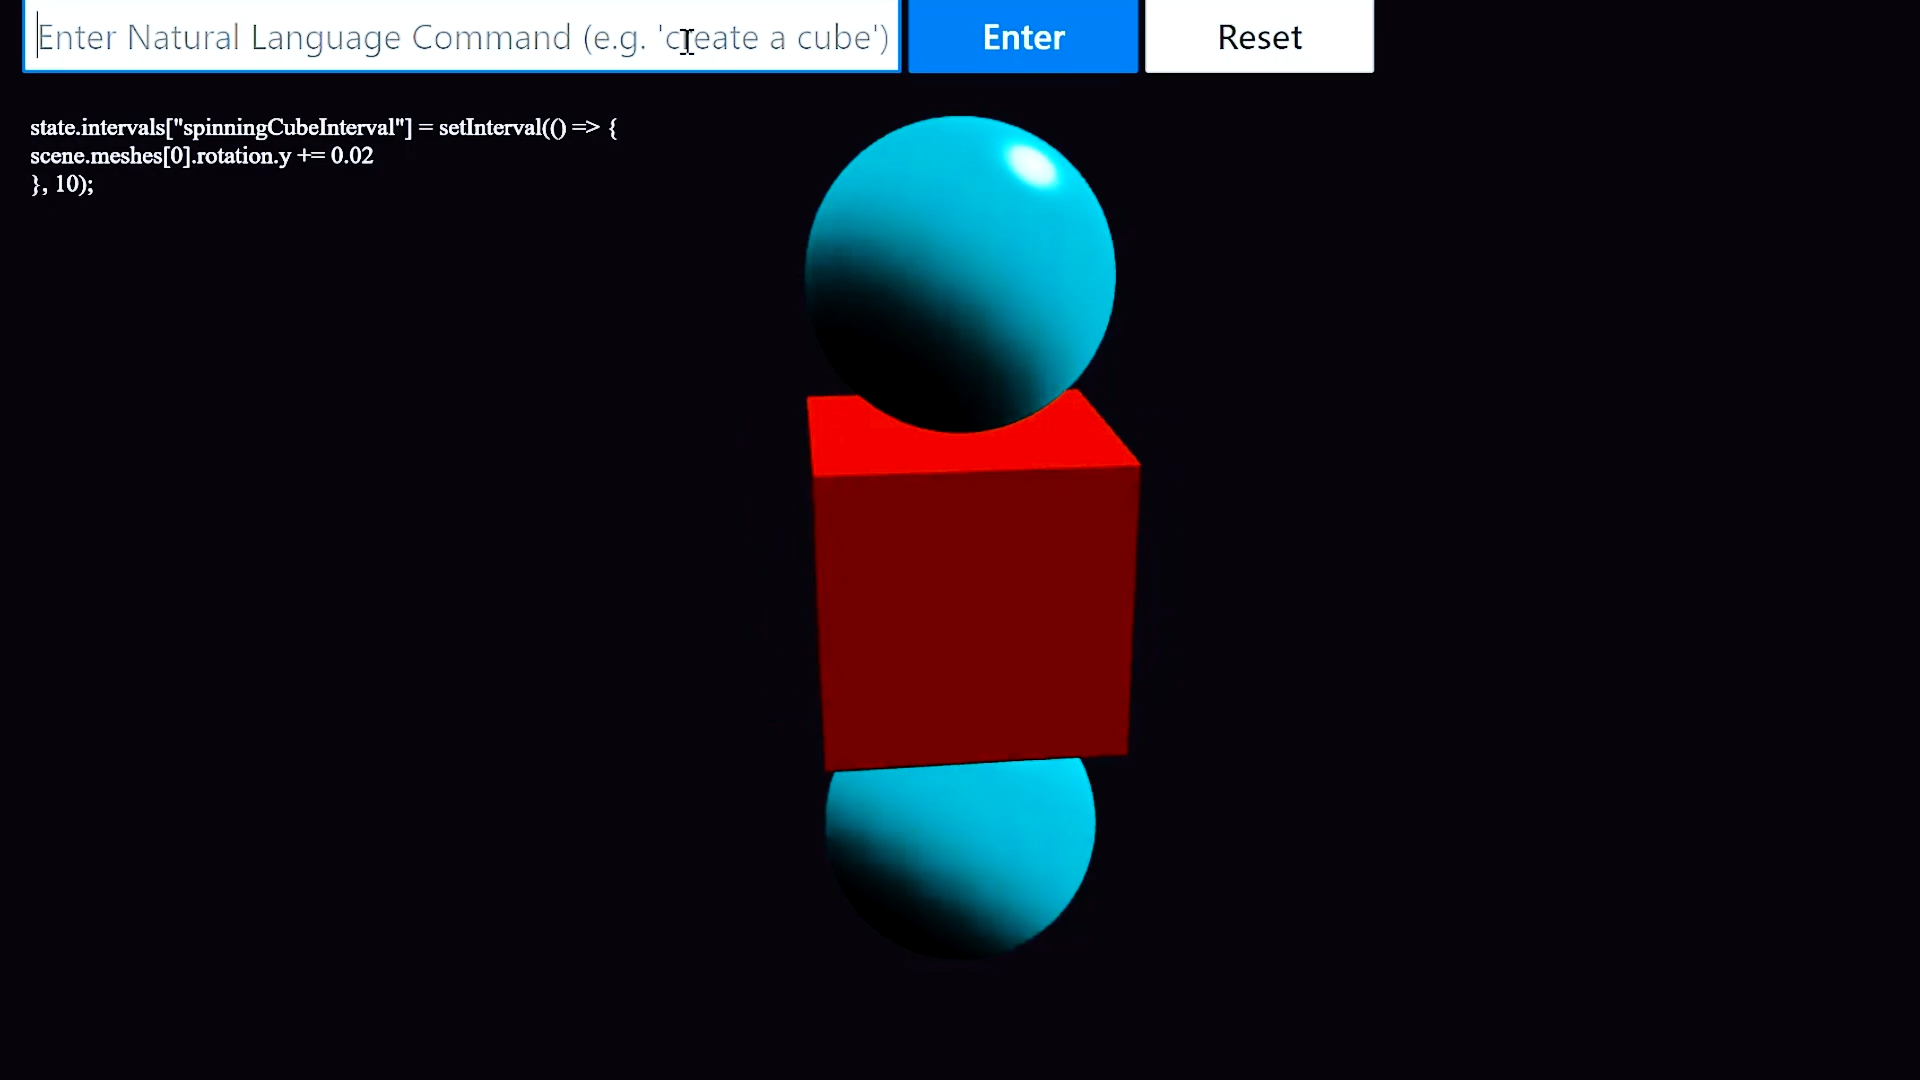 Enter Natural Language Command (e.g. 'create a cube')
Enter
Reset
state.intervals["spinningCubeInterval"] = setInterval(() => {
scene.meshes[0].rotation.y += 0.02
}, 10);